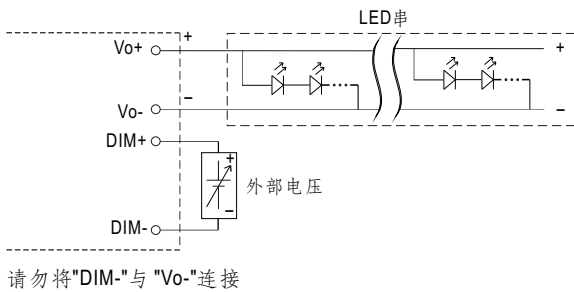 LED串
Vo+
+
+
Vo-
−
−
DIM+
+
外部电压
−
DIM-
请勿将"DIM-"与 "Vo-"连接